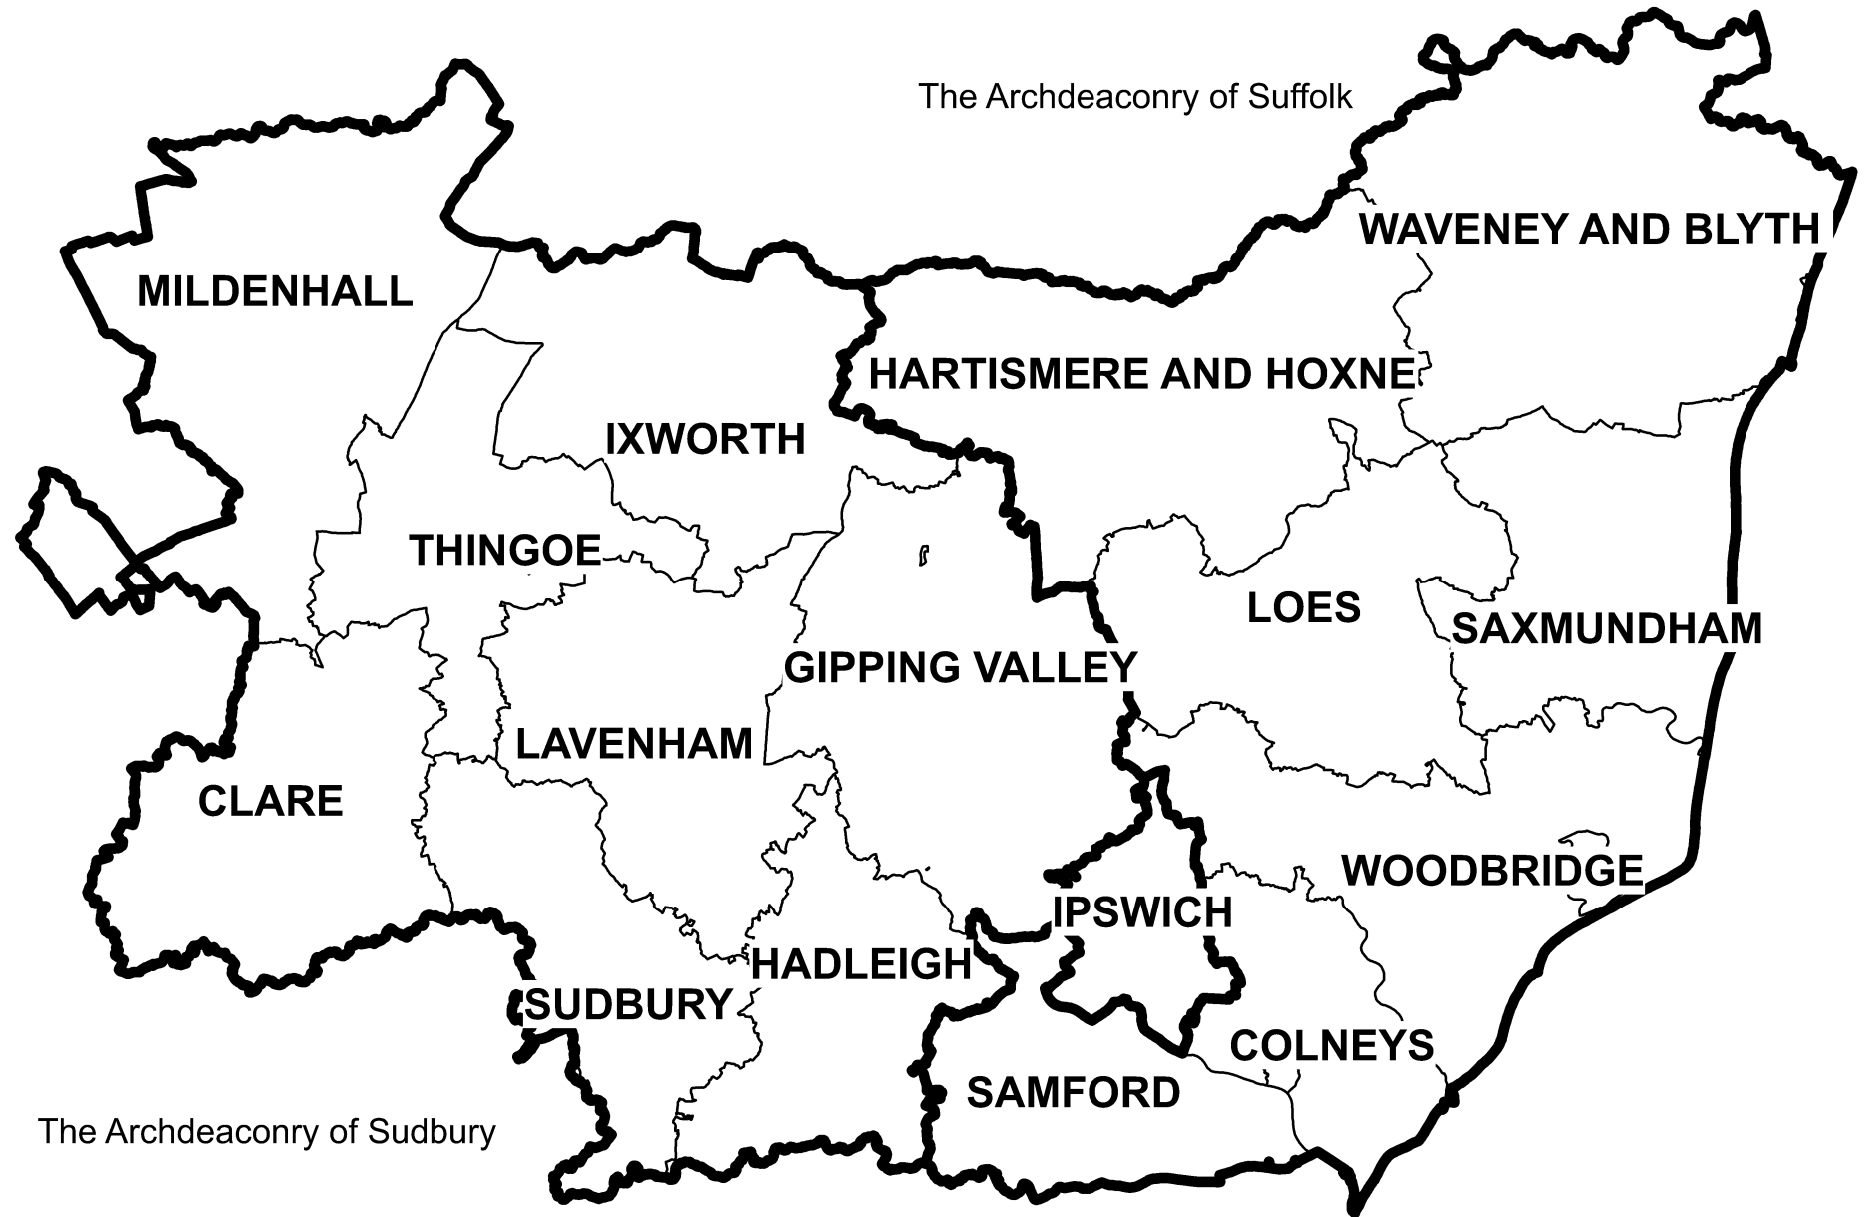 The Archdeaconry of Suffolk
WAVENEY AND BLYTH
MILDENHALL
HARTISMERE AND HOXNE
IXWORTH
THINGOE
LOES
SAXMUNDHAM
GIPPING VALLEY
LAVENHAM
CLARE
WOODBRIDGE
IPSWICH
HADLEIGH
SUDBURY
COLNEYS
SAMFORD
The Archdeaconry of Sudbury